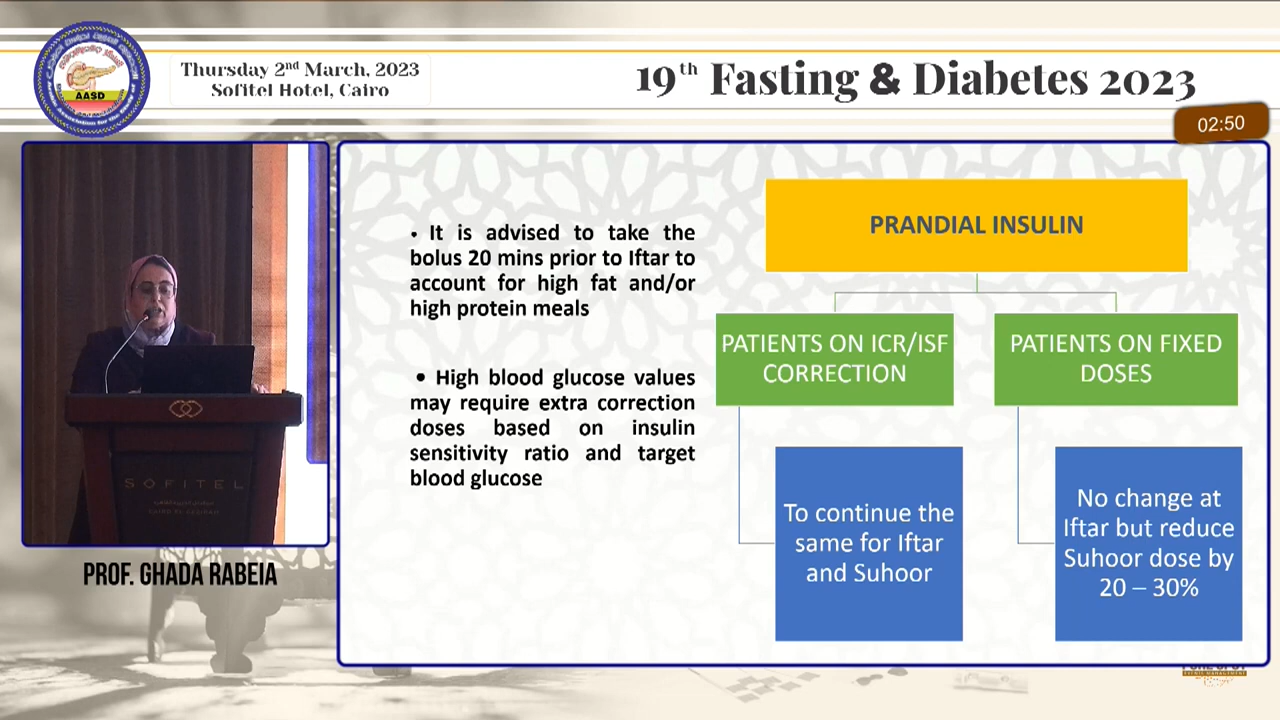 Thursday 2nd March, 2023
Sofitel Hotel, Cairo
19th Fasting & Diabetes 2023
AASD
02:50
• It is advised to take the
bolus 20 mins prior to Iftar to
account for high fat and/or
high protein meals
• High blood glucose values
may require extra correction
doses based on insulin
sensitivity ratio and target
blood glucose
PRANDIAL INSULIN
PATIENTS ON ICR/ISF
CORRECTION
PATIENTS ON FIXED
DOSES
To continue the
same for Iftar
and Suhoor
No change at
Iftar but reduce
Suhoor dose by
20 – 30%
SOFITEL
PROF. GHADA RABEIA